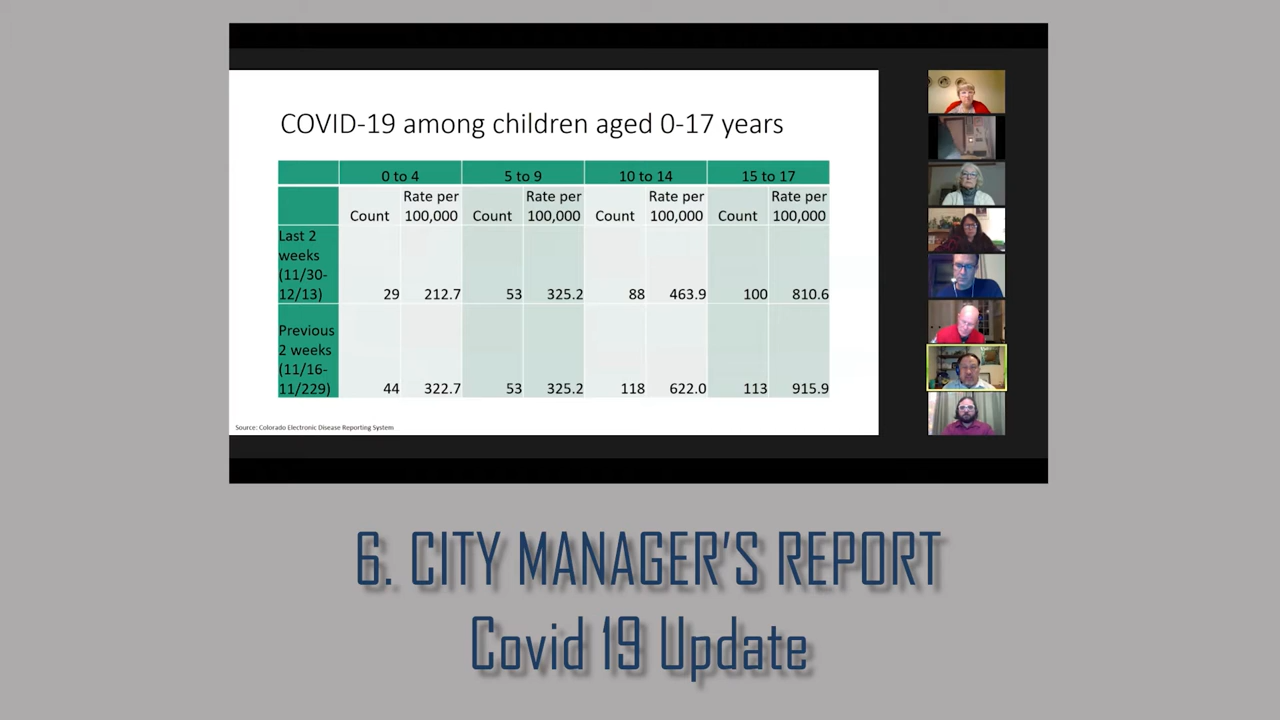 COVID-19 among children aged 0-17 years
0 to 4 5 to 9 10 to 14 15 to 17
Count Rate per 100,000 Count Rate per 100,000 Count Rate per 100,000 Count Rate per 100,000
Last 2
weeks
(11/30-
12/13) 29 212.7 53 325.2 88 463.9 100 810.6
Previous
2 weeks
(11/16-
11/229) 44 322.7 53 325.2 118 622.0 113 915.9
Source: Colorado Electronic Disease Reporting System
6. CITY MANAGER'S REPORT
Covid 19 Update